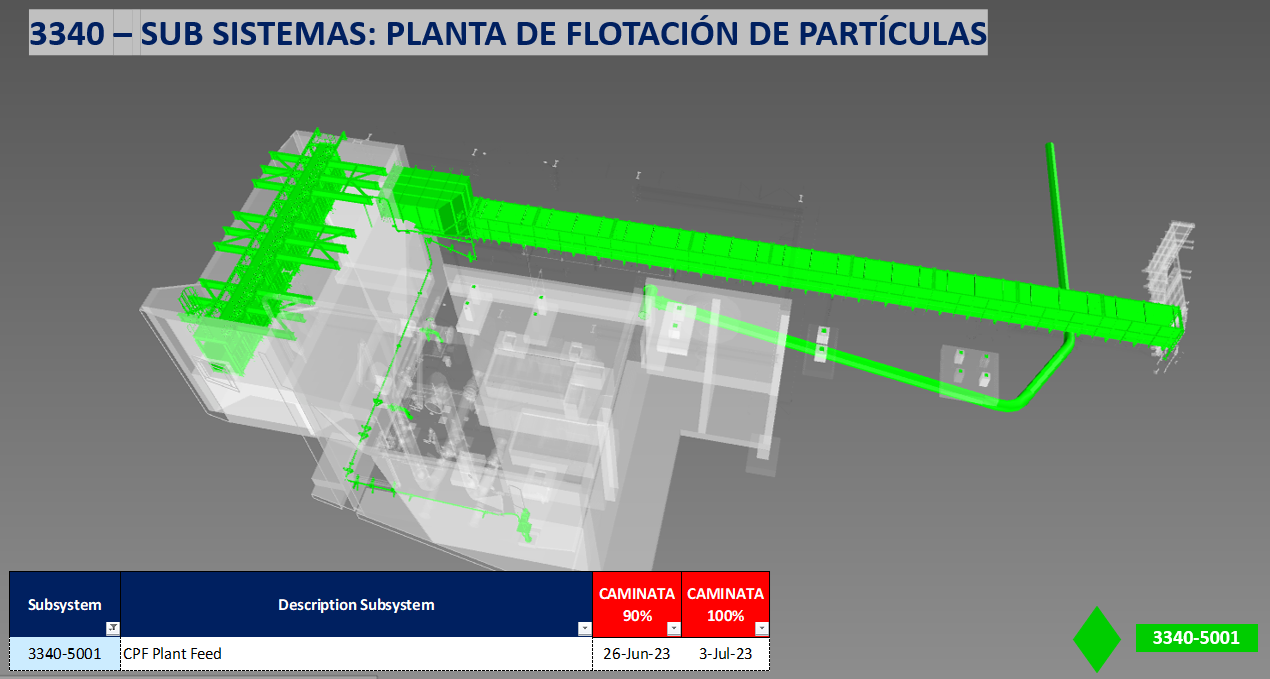 3340 – SUB SISTEMAS: PLANTA DE FLOTACIÓN DE PARTÍCULAS
Subsystem
Description Subsystem
CAMINATA
90%
CAMINATA
100%
3340-5001
CPF Plant Feed
26-Jun-23
3-Jul-23
3340-5001